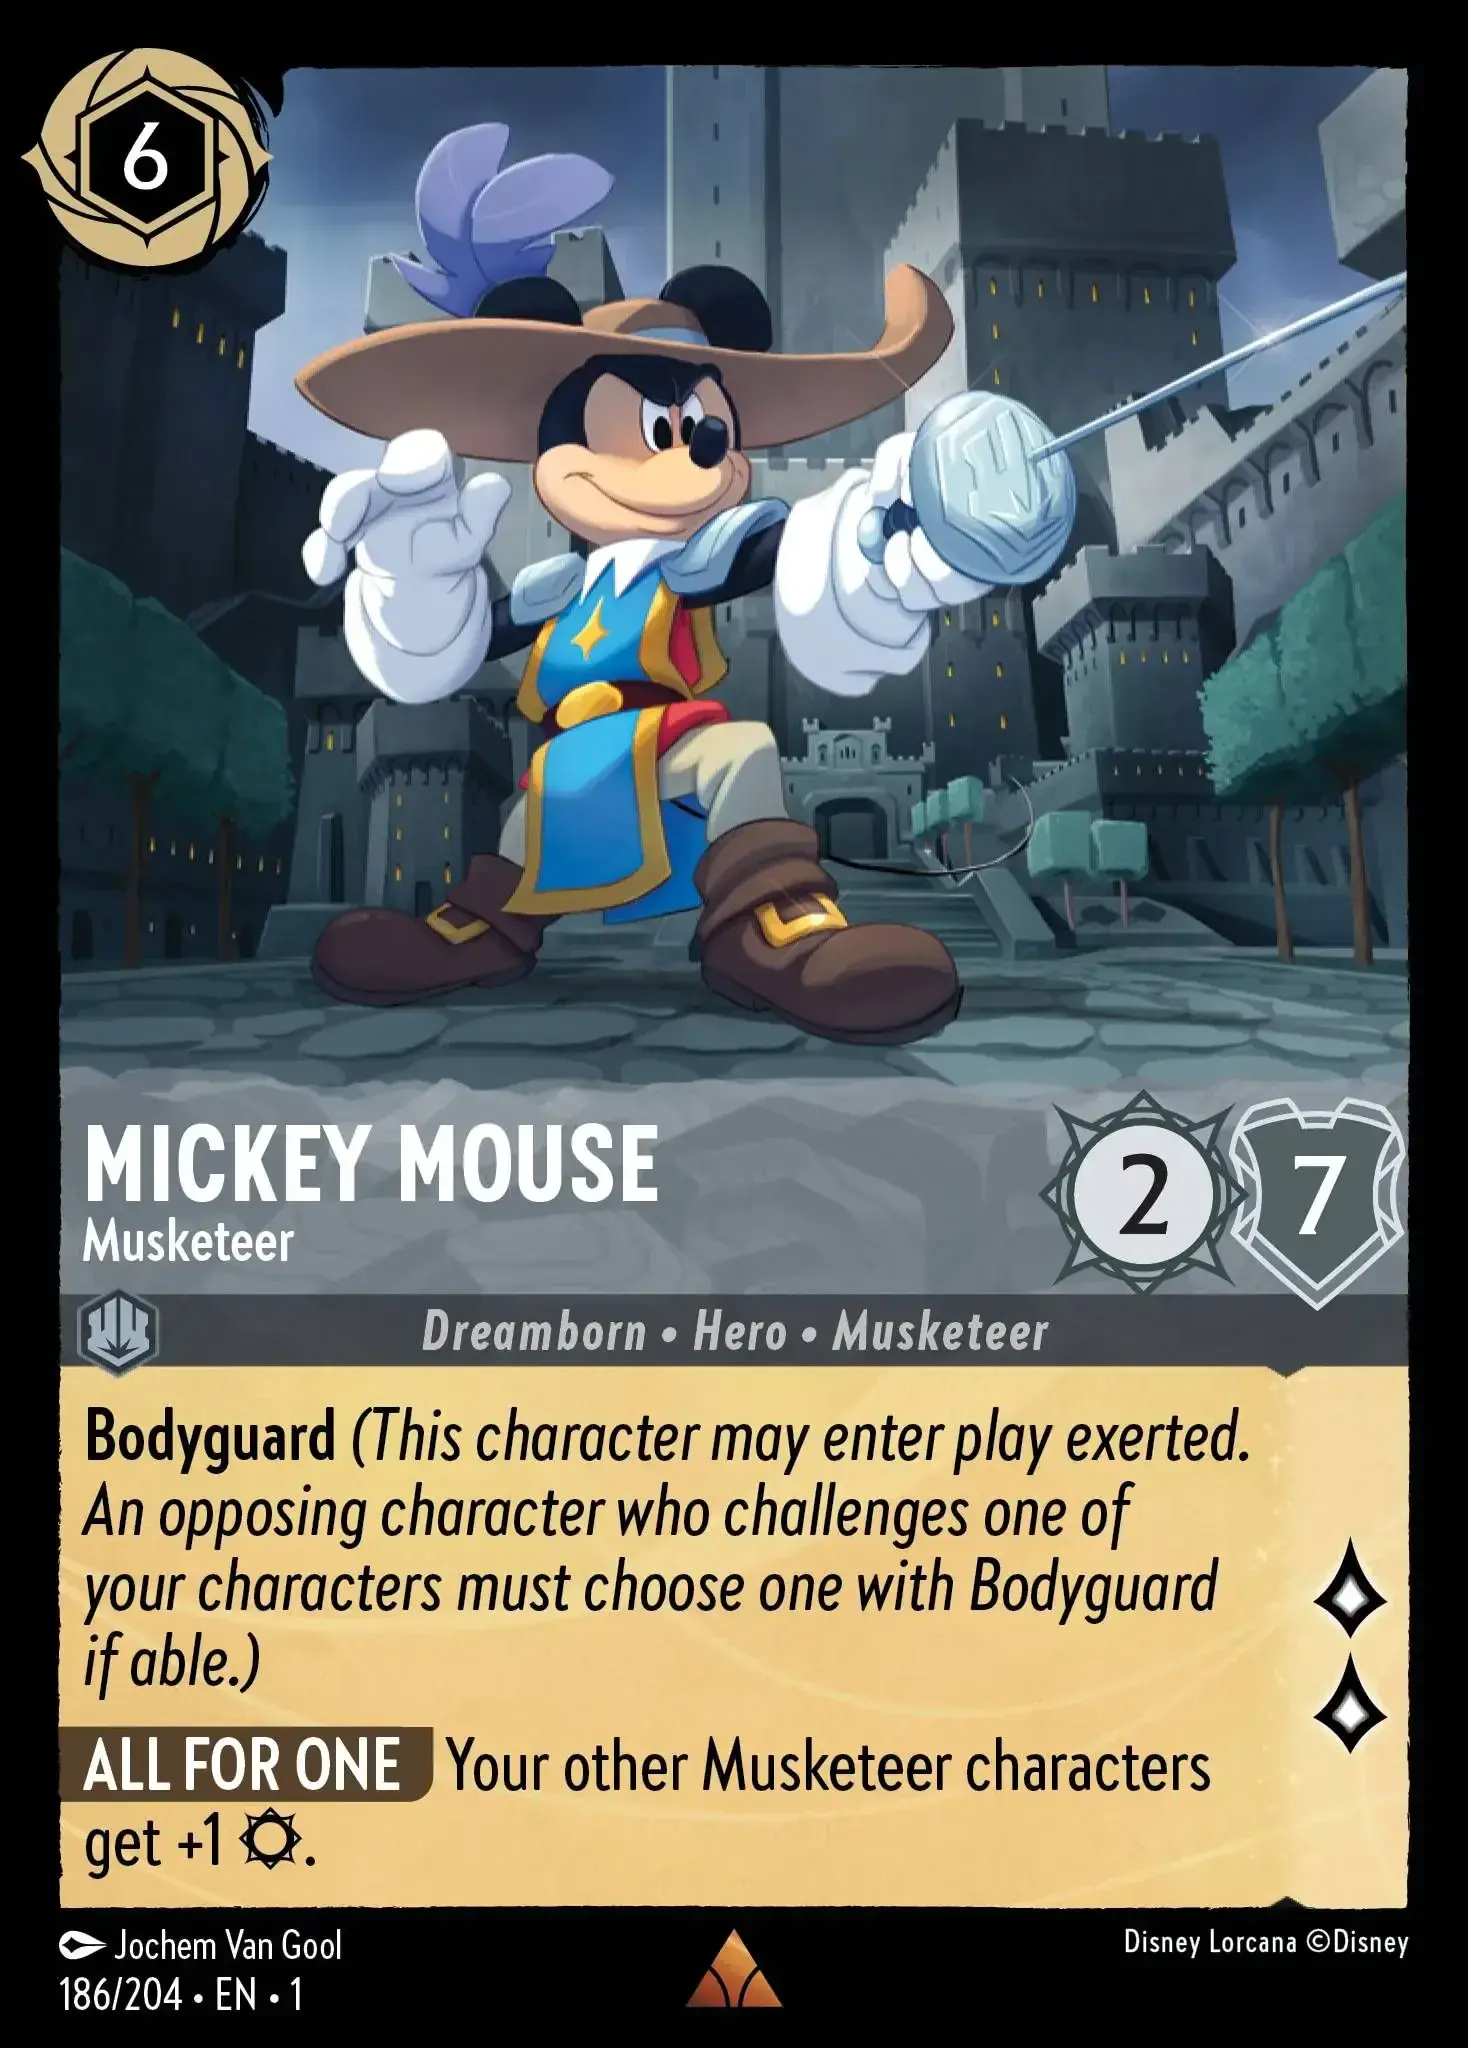 6
MICKEY MOUSE
Musketeer
2 7
Dreamborn • Hero • Musketeer
Bodyguard (This character may enter play exerted.
An opposing character who challenges one of
your characters must choose one with Bodyguard
if able.)
ALL FOR ONE Your other Musketeer characters
get +1 .
Jochem Van Gool
186/204 • EN • 1
Disney Lorcana ©Disney